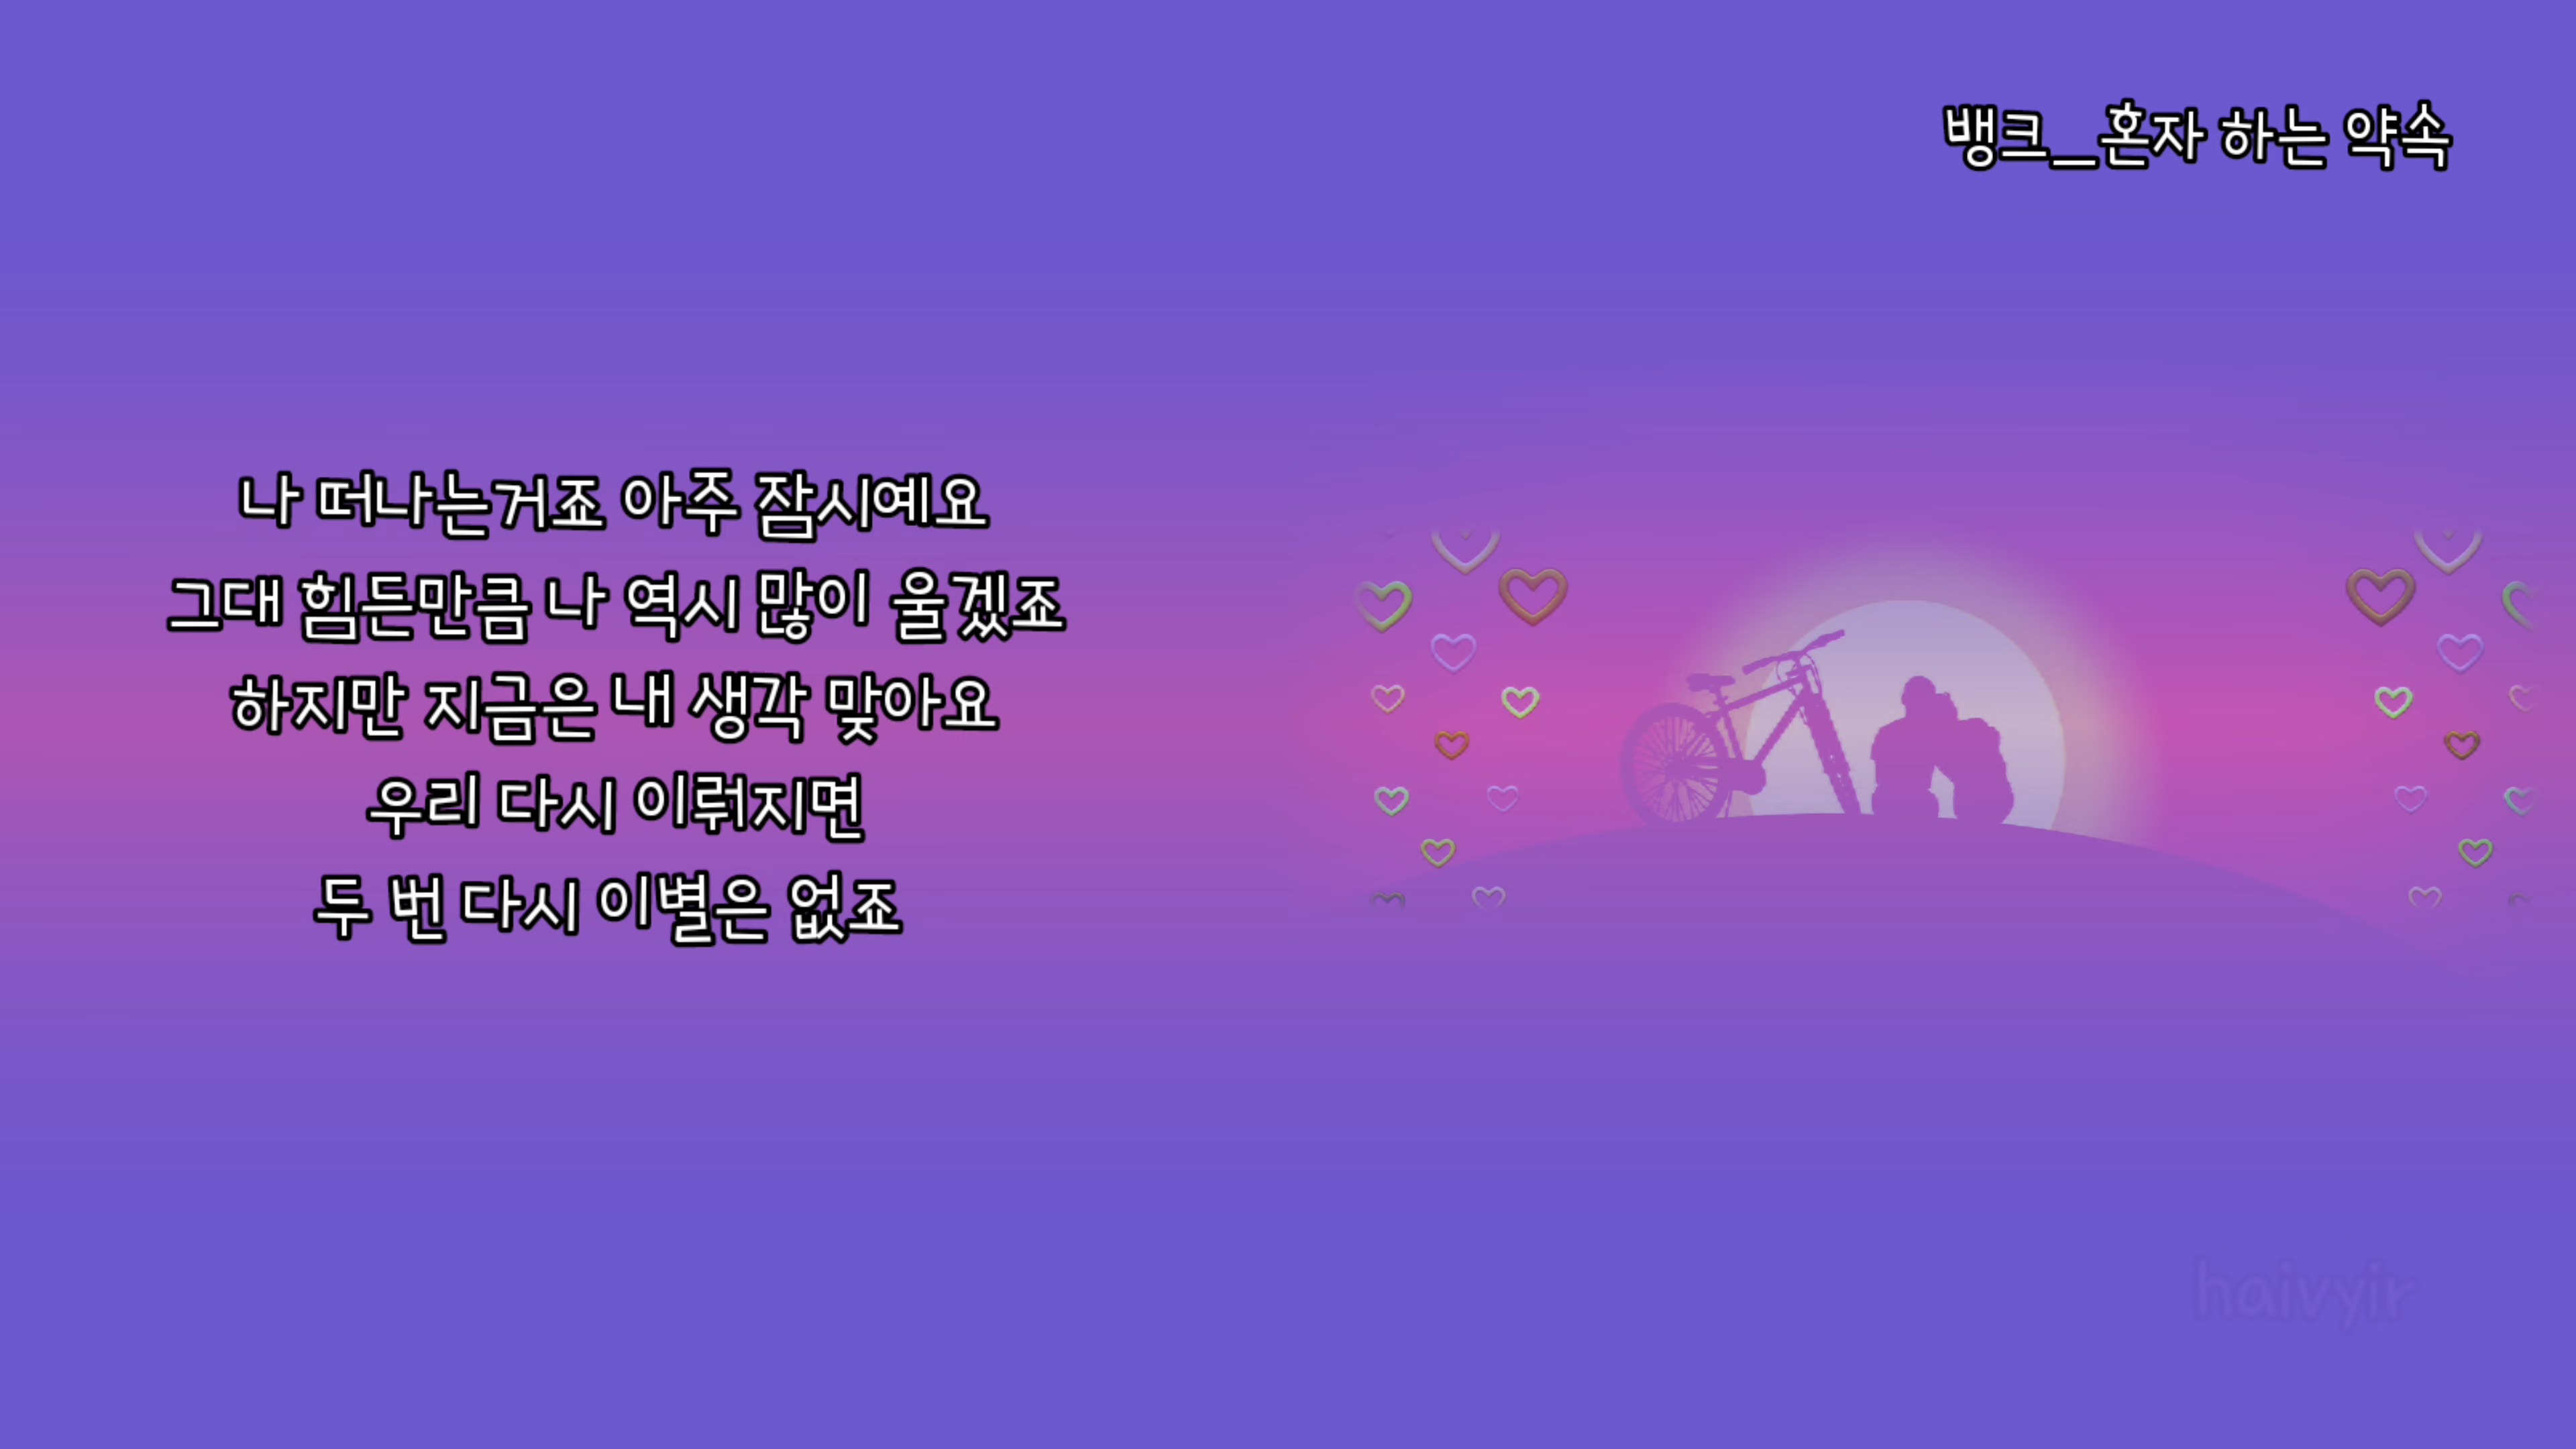 뱅크_혼자 하는 약속
나 떠나는거죠 아주 잠시예요
그대 힘든만큼 나 역시 많이 울겠죠
하지만 지금은 내 생각 맞아요
우리 다시 이뤄지면
두 번 다시 이별은 없죠
haivyir